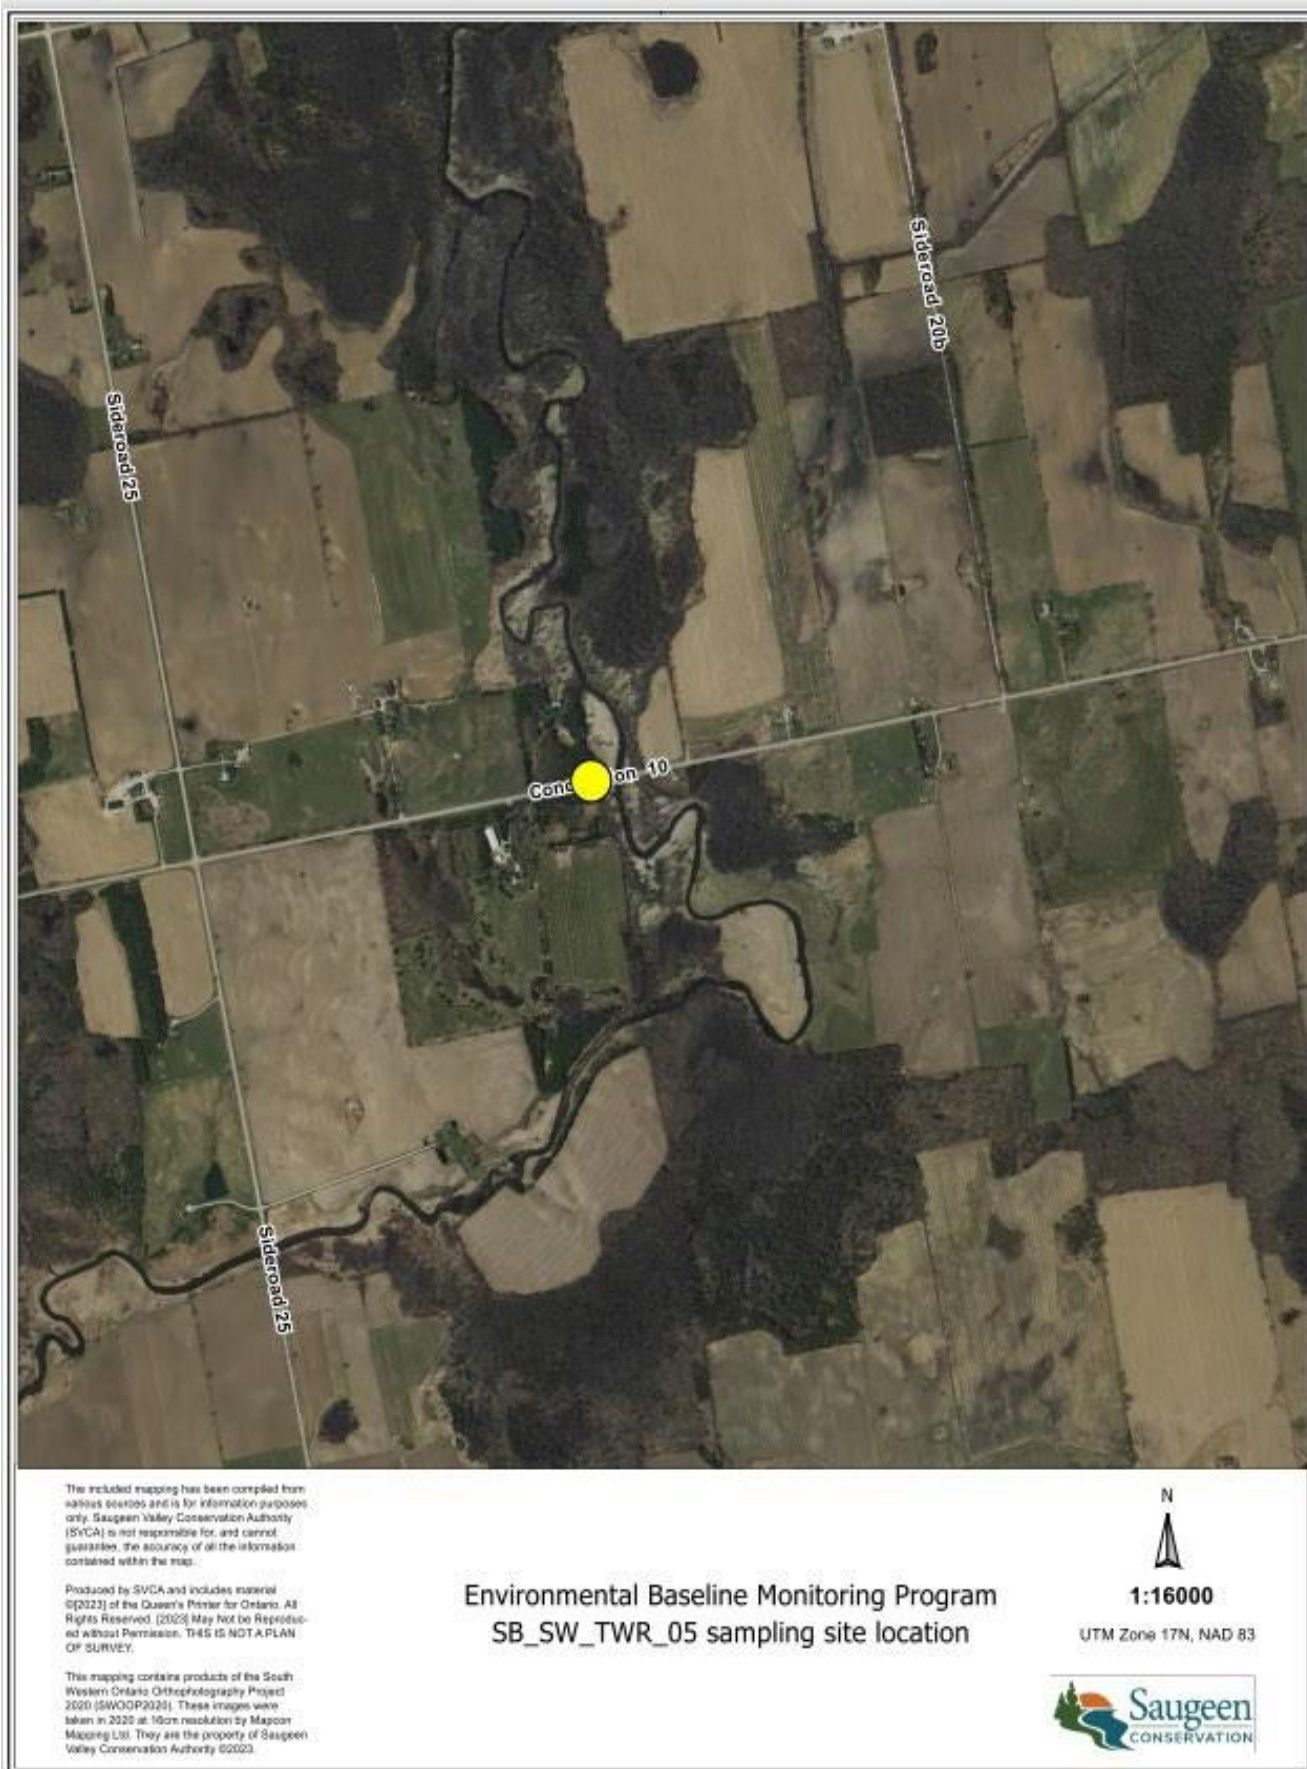 Sideroad 20b
Sideroad 25
on 10
Sideroad 25
The included mapping has been compiled from
various sources and is for information purposes
only. Saugeen Valley Conservation Authority
(SVCA) is not responsible for, and cannot
guarantee, the accuracy of all the information
contained within the map.
Produced by SVCA and includes material
©[2023] of the Queen's Printer for Ontario. All
Rights Reserved. [2023] May Not be Reproduc-
ed without Permission. THIS IS NOT A PLAN
OF SURVEY.
This mapping contains products of the South
Western Ontario Orthophotography Project
2020 (SWOOP2020). These images were
taken in 2020 at 16cm resolution by Mapcon
Mapping Ltd. They are the property of Saugeen
Valley Conservation Authority ©2023.
Environmental Baseline Monitoring Program
SB_SW_TWR_05 sampling site location
N
1:16000
UTM Zone 17N, NAD 83
Saugeen
CONSERVATION